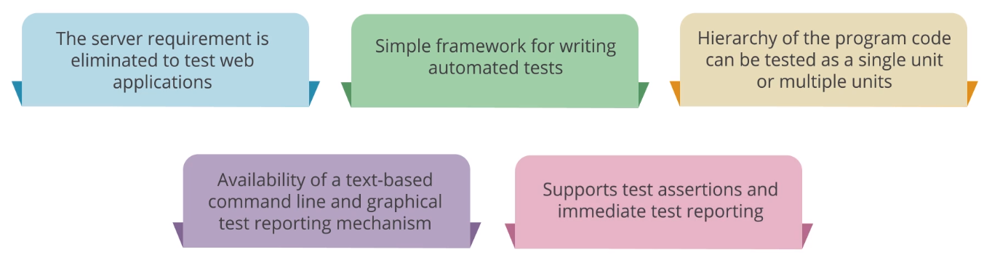 The server requirement is
eliminated to test web
applications
Simple framework for writing
automated tests
Hierarchy of the program code
can be tested as a single unit
or multiple units
Availability of a text-based
command line and graphical
test reporting mechanism
Supports test assertions and
immediate test reporting